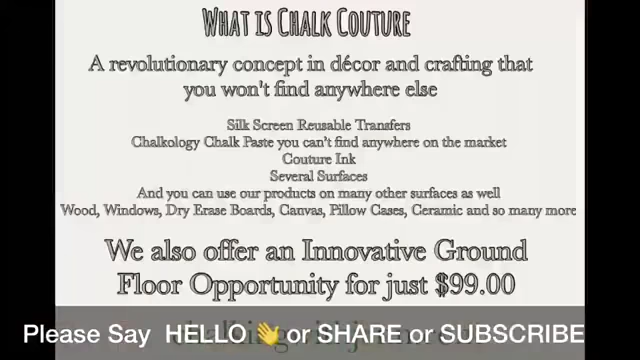 WHAT IS CHALK COUTURE
A revolutionary concept in décor and crafting that
you won't find anywhere else
Silk Screen Reusable Transfers
Chalkology Chalk Paste you can't find anywhere on the market
Couture Ink
Several Surfaces
And you can use our products on many other surfaces as well
Wood, Windows, Dry Erase Boards, Canvas, Pillow Cases, Ceramic and so many more
We also offer an Innovative Ground
Floor Opportunity for just $99.00
Please Say HELLO 👋 or SHARE or SUBSCRIBE